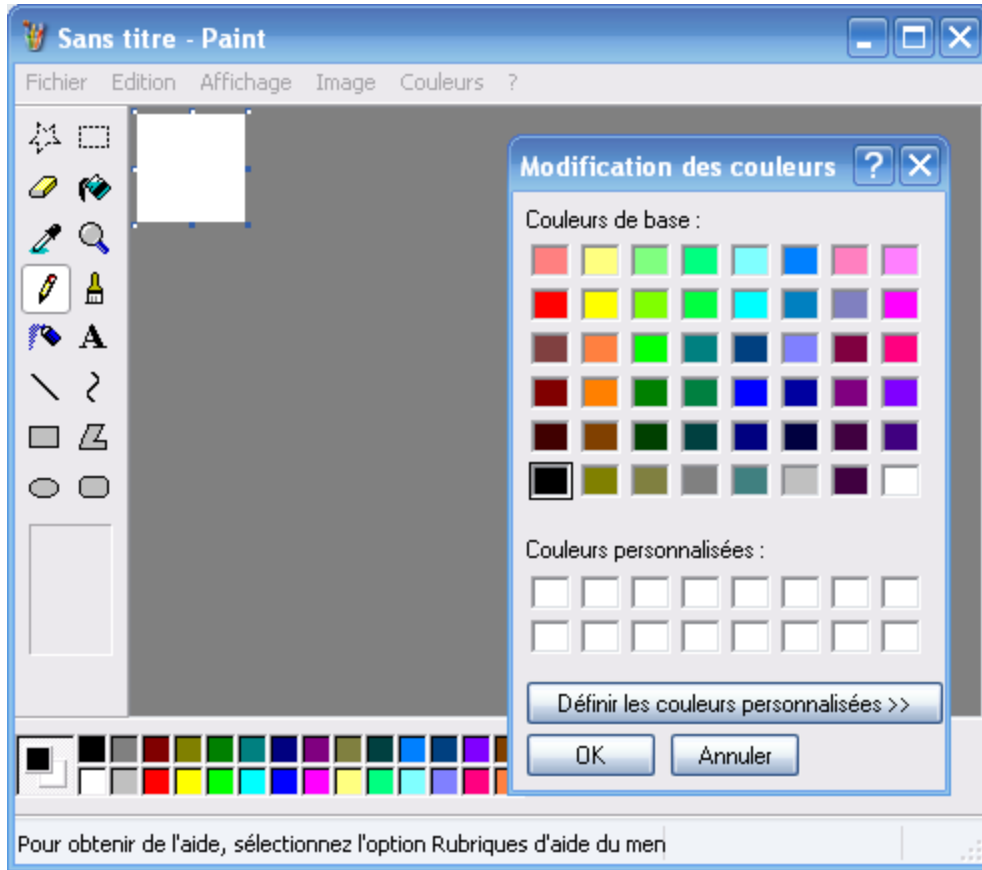 Sans titre - Paint
Fichier Edition Affichage Image Couleurs ?
A
Modification des couleurs ?
Couleurs de base :
Couleurs personnalisées :
Définir les couleurs personnalisées >>
OK Annuler
Pour obtenir de l'aide, sélectionnez l'option Rubriques d'aide du men